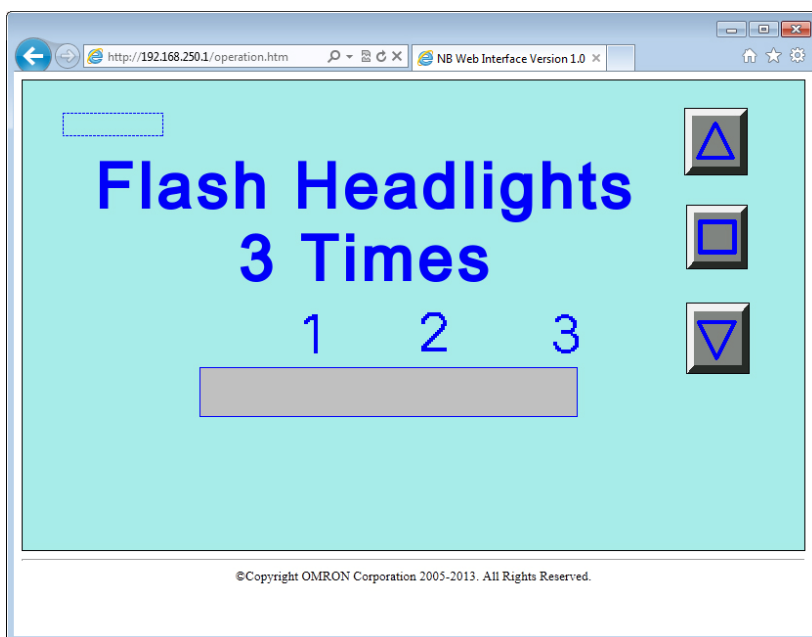 http://192.168.250.1/operation.htm
NB Web Interface Version 1.0
Flash Headlights
3 Times
1 2 3
©Copyright OMRON Corporation 2005-2013. All Rights Reserved.